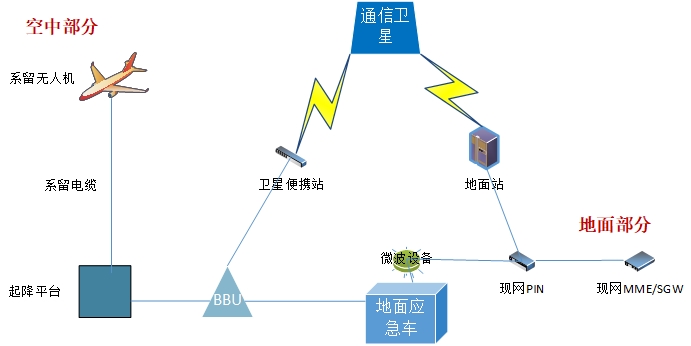 空中部分
通信卫
星
系留无人机
系留电缆
卫星便携站
地面站
地面部分
微波设备
起降平台
BBU
地面应
急车
现网PIN
现网MME/SGW